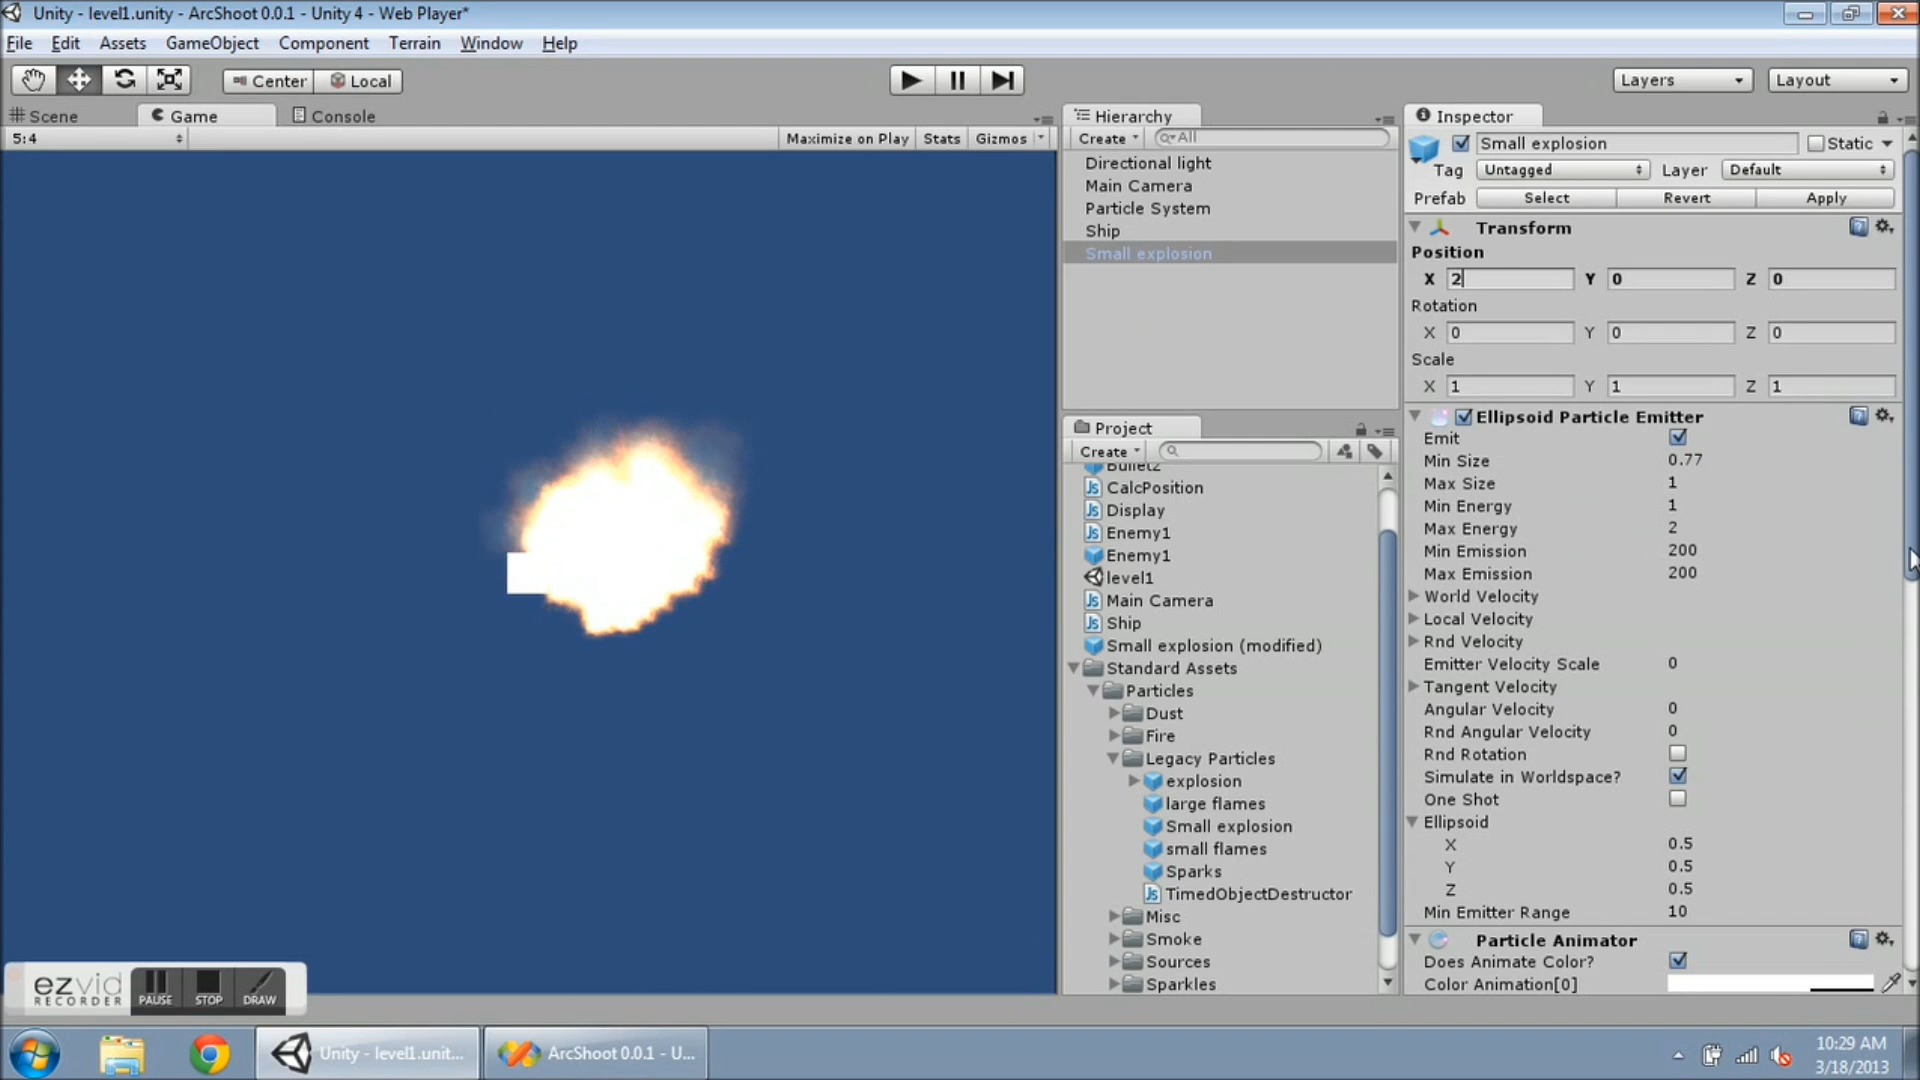 Unity - level1.unity - ArcShoot 0.0.1 - Unity 4 - Web Player*
File Edit Assets GameObject Component Terrain Window Help
Center Local Layers Layout
Scene Game Console
5:4 Maximize on Play Stats Gizmos
Hierarchy
Create All
Directional light
Main Camera
Particle System
Ship
Small explosion
Project
Create
Bullet2
JS CalcPosition
JS Display
JS Enemy1
Enemy1
level1
JS Main Camera
JS Ship
Small explosion (modified)
Standard Assets
Particles
Dust
Fire
Legacy Particles
explosion
large flames
Small explosion
small flames
Sparks
JS TimedObjectDestructor
Misc
Smoke
Sources
Sparkles
Inspector
Small explosion Static
Tag Untagged Layer Default
Prefab Select Revert Apply
Transform
Position
X 2 Y 0 Z 0
Rotation
X 0 Y 0 Z 0
Scale
X 1 Y 1 Z 1
Ellipsoid Particle Emitter
Emit
Min Size 0.77
Max Size 1
Min Energy 1
Max Energy 2
Min Emission 200
Max Emission 200
World Velocity
Local Velocity
Rnd Velocity
Emitter Velocity Scale 0
Tangent Velocity
Angular Velocity 0
Rnd Angular Velocity 0
Rnd Rotation
Simulate in Worldspace?
One Shot
Ellipsoid
X 0.5
Y 0.5
Z 0.5
Min Emitter Range 10
Particle Animator
Does Animate Color?
Color Animation[0]
ezvid
RECORDER PAUSE STOP DRAW
Unity - level1.unit... ArcShoot 0.0.1 - U...
10:29 AM
3/18/2013